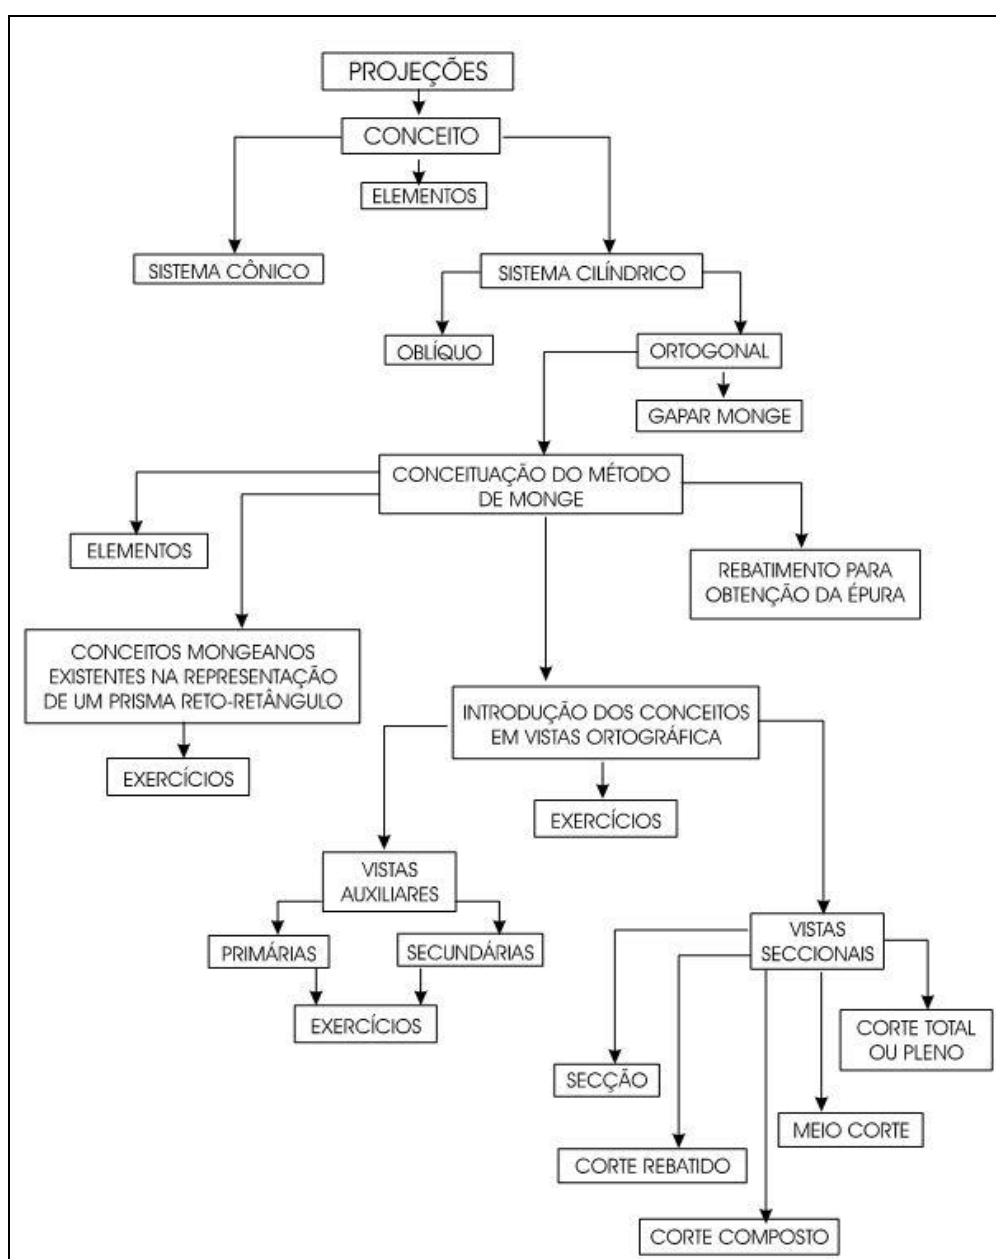 PROJEÇÕES
CONCEITO
ELEMENTOS
SISTEMA CÔNICO
SISTEMA CILÍNDRICO
OBLÍQUO
ORTOGONAL
GAPAR MONGE
CONCEITUAÇÃO DO MÉTODO
DE MONGE
ELEMENTOS
REBATIMENTO PARA
OBTENÇÃO DA ÉPURA
CONCEITOS MONGEANOS
EXISTENTES NA REPRESENTAÇÃO
DE UM PRISMA RETO-RETÂNGULO
EXERCÍCIOS
INTRODUÇÃO DOS CONCEITOS
EM VISTAS ORTOGRÁFICA
EXERCÍCIOS
VISTAS
AUXILIARES
PRIMÁRIAS
SECUNDÁRIAS
EXERCÍCIOS
VISTAS
SECCIONAIS
CORTE TOTAL
OU PLENO
SECÇÃO
MEIO CORTE
CORTE REBATIDO
CORTE COMPOSTO